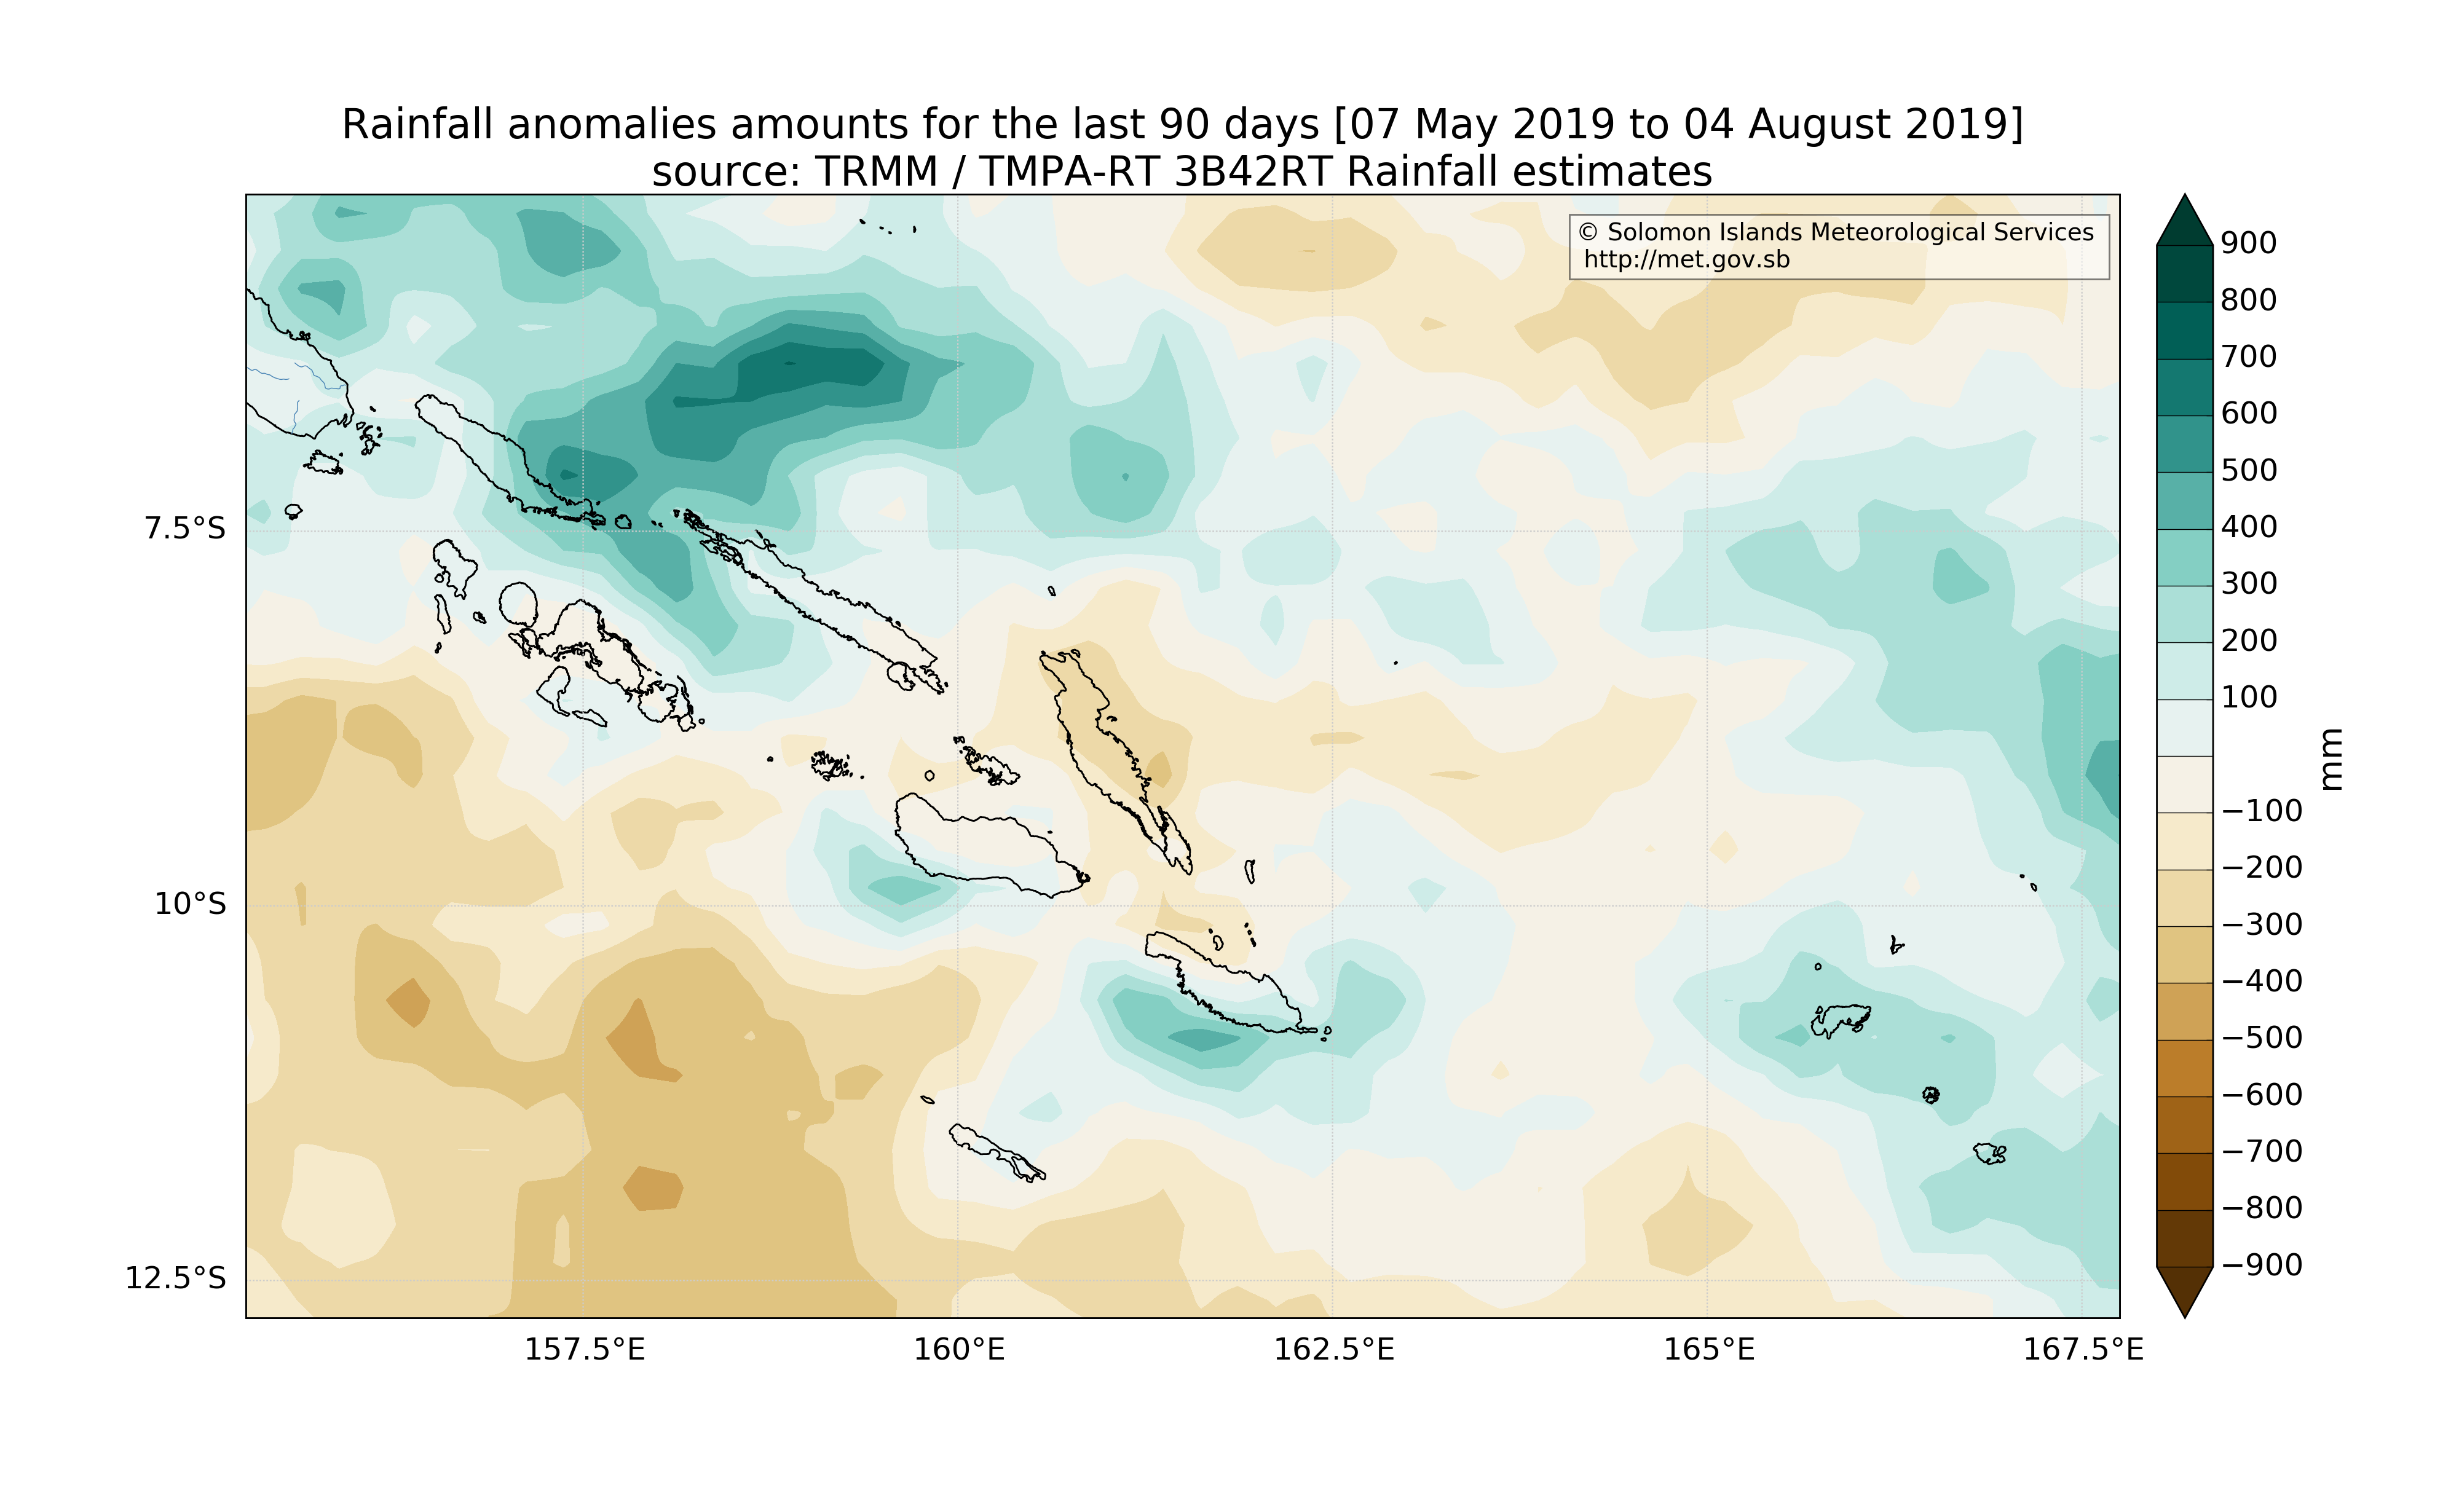 Rainfall anomalies amounts for the last 90 days [07 May 2019 to 04 August 2019]
source: TRMM / TMPA-RT 3B42RT Rainfall estimates
© Solomon Islands Meteorological Services
http://met.gov.sb
7.5°S
10°S
12.5°S
157.5°E
160°E
162.5°E
165°E
167.5°E
900
800
700
600
500
400
300
200
100
−100
−200
−300
−400
−500
−600
−700
−800
−900
mm